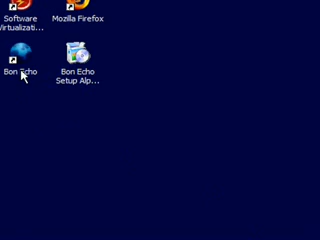 Software
Virtualizati...
Mozilla Firefox
Bon Echo
Bon Echo
Setup Alp...